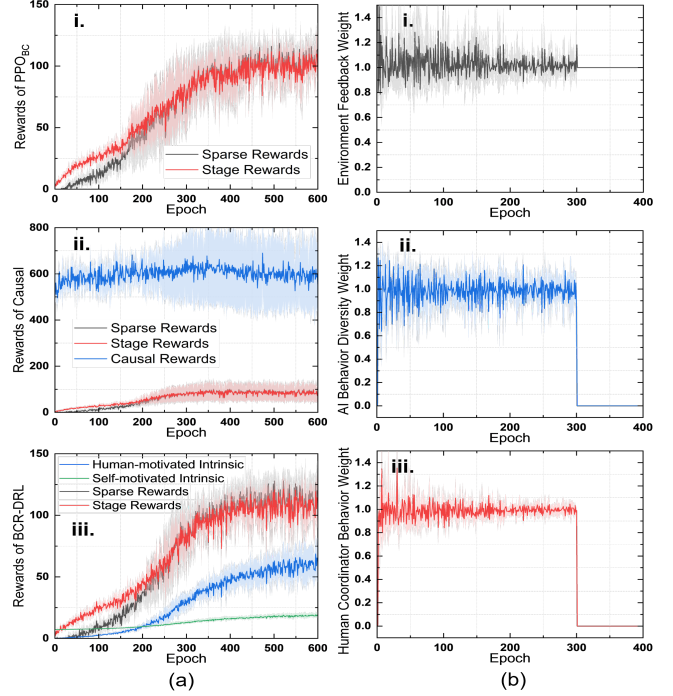 i.
150
100
50
0
Rewards of PPO_BC
Sparse Rewards
Stage Rewards
0 100 200 300 400 500 600
Epoch
ii.
800
600
400
200
0
Rewards of Causal
Sparse Rewards
Stage Rewards
Causal Rewards
0 100 200 300 400 500 600
Epoch
iii.
150
100
50
0
Rewards of BCR-DRL
Human-motivated Intrinsic
Self-motivated Intrinsic
Sparse Rewards
Stage Rewards
0 100 200 300 400 500 600
Epoch
(a)
i.
1.4
1.2
1.0
0.8
0.6
0.4
0.2
0.0
Environment Feedback Weight
0 100 200 300 400
Epoch
ii.
1.4
1.2
1.0
0.8
0.6
0.4
0.2
0.0
AI Behavior Diversity Weight
0 100 200 300 400
Epoch
iii.
1.4
1.2
1.0
0.8
0.6
0.4
0.2
0.0
Human Coordinator Behavior Weight
0 100 200 300 400
Epoch
(b)